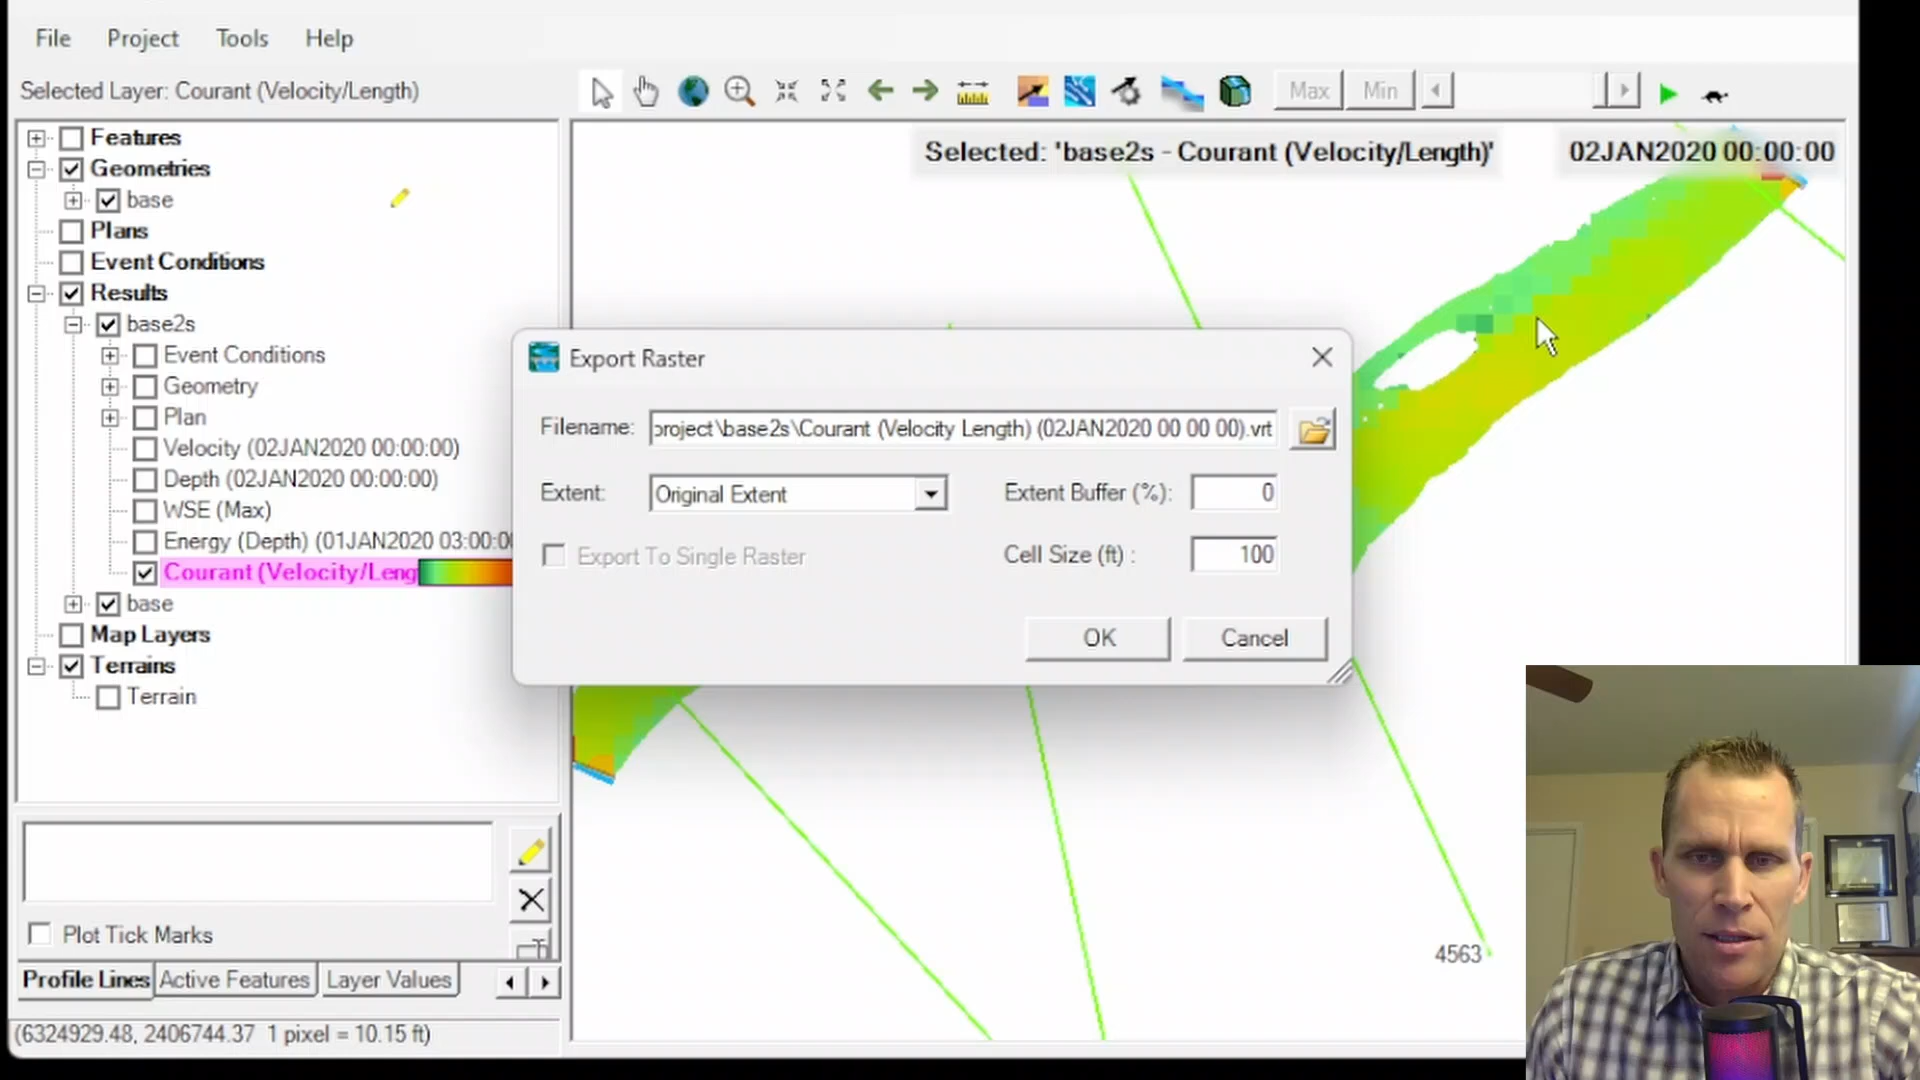 File Project Tools Help
Selected Layer: Courant (Velocity/Length)
Max Min
Features
Geometries
base
Plans
Event Conditions
Results
base2s
Event Conditions
Geometry
Plan
Velocity (02JAN2020 00:00:00)
Depth (02JAN2020 00:00:00)
WSE (Max)
Energy (Depth) (01JAN2020 03:00:00
Courant (Velocity/Leng
base
Map Layers
Terrains
Terrain
Plot Tick Marks
Profile Lines Active Features Layer Values
(6324929.48, 2406744.37 1 pixel = 10.15 ft)
Selected: 'base2s - Courant (Velocity/Length)'
02JAN2020 00:00:00
Export Raster
Filename: project\base2s\Courant (Velocity Length) (02JAN2020 00 00 00).vrt
Extent: Original Extent Extent Buffer (%): 0
Export To Single Raster Cell Size (ft) : 100
OK Cancel
4563